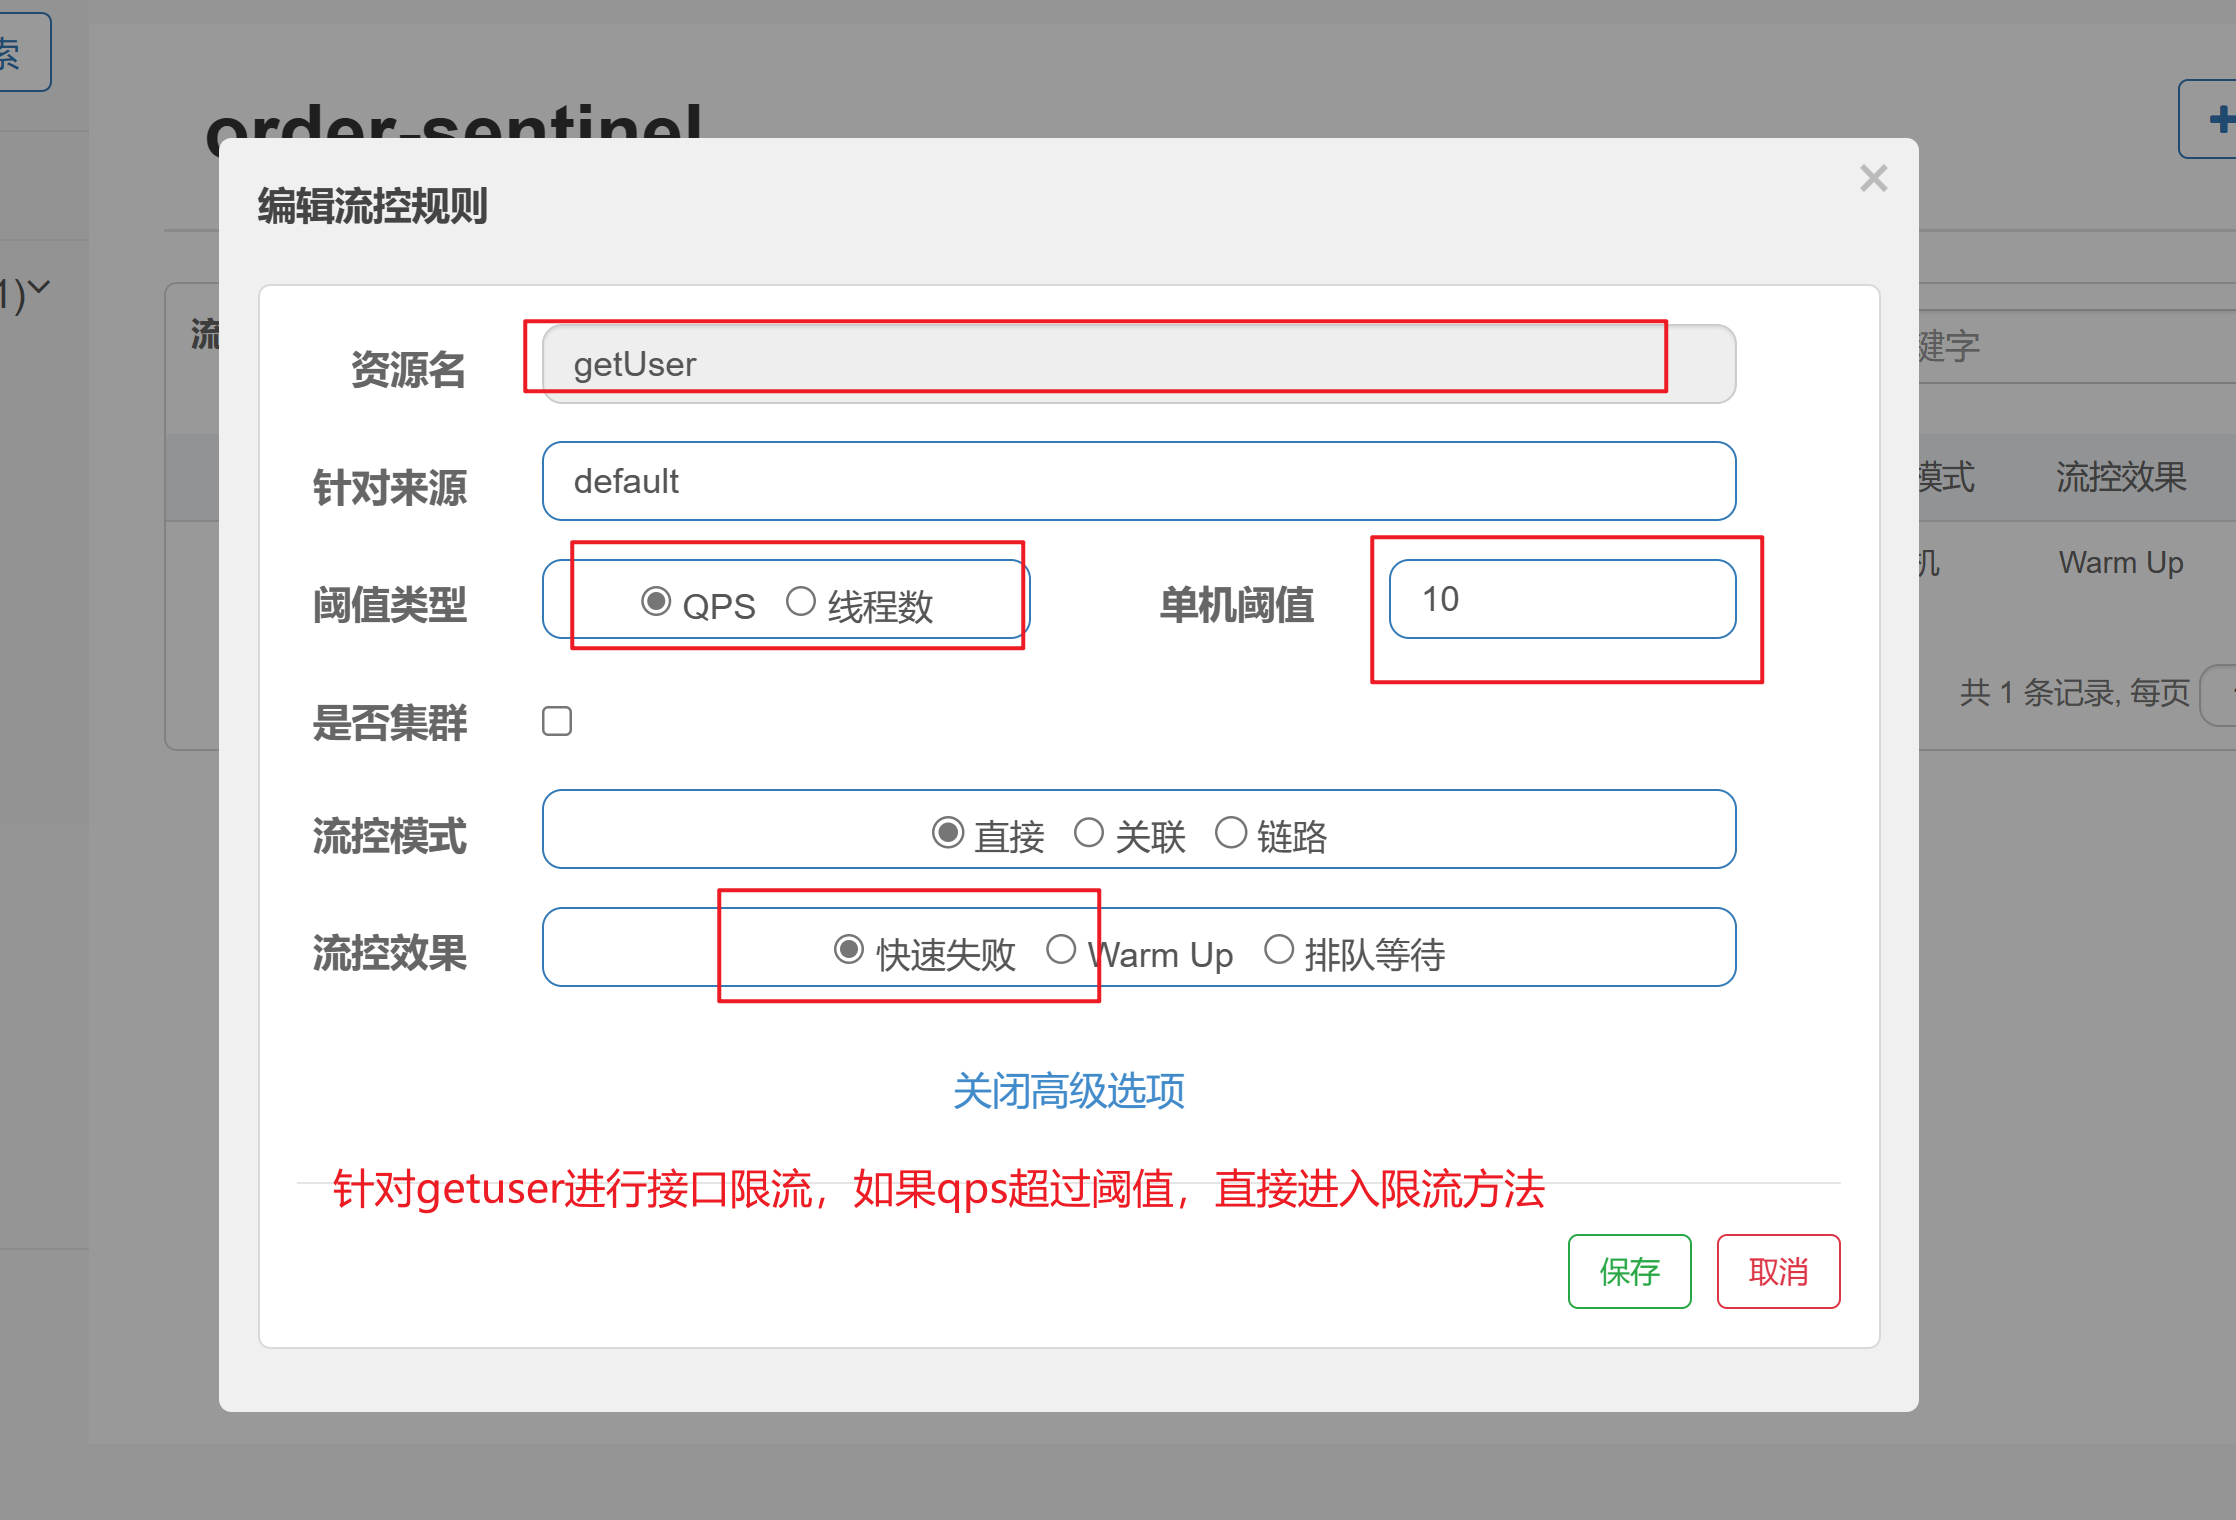 索
order-sentinel
编辑流控规则
1)
流
资源名 getUser
键字
针对来源 default
模式 流控效果
阈值类型 QPS 线程数 单机阈值 10
机 Warm Up
是否集群
共 1 条记录, 每页
流控模式 直接 关联 链路
流控效果 快速失败 Warm Up 排队等待
关闭高级选项
针对getuser进行接口限流，如果qps超过阈值，直接进入限流方法
保存 取消